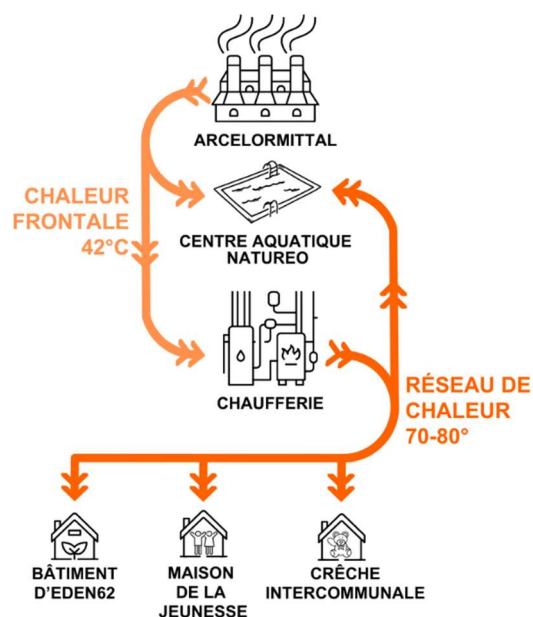 ARCELORMITTAL
CHALEUR
FRONTALE
42°C
CENTRE AQUATIQUE
NATUREO
CHAUFFERIE
RÉSEAU DE
CHALEUR
70-80°
BÂTIMENT
D'EDEN62
MAISON
DE LA
JEUNESSE
CRÊCHE
INTERCOMMUNALE